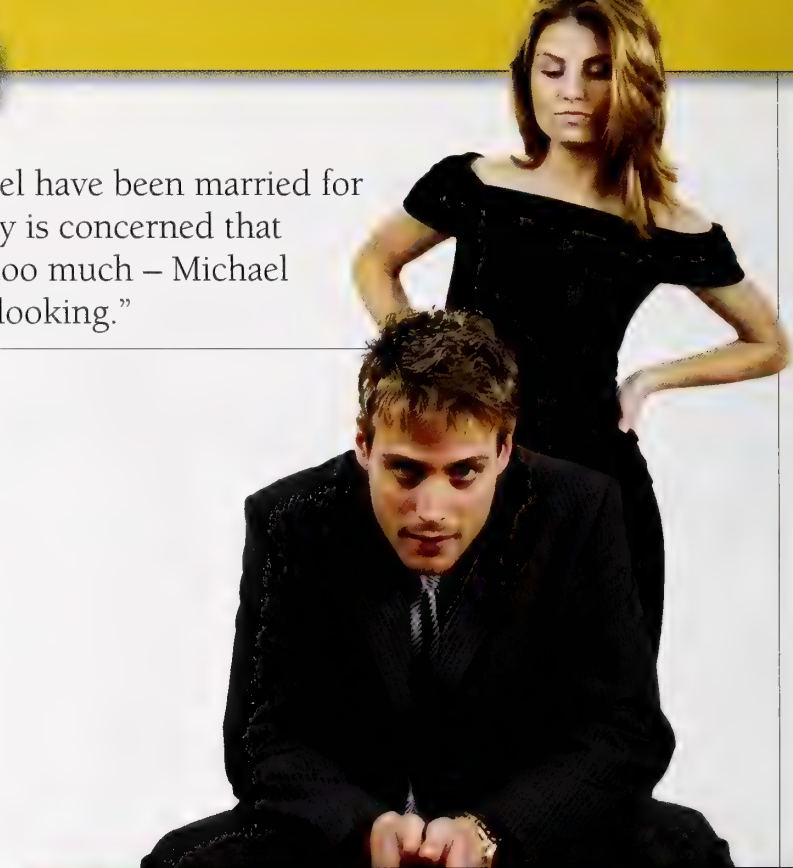 el have been married for
y is concerned that
oo much – Michael
looking.”